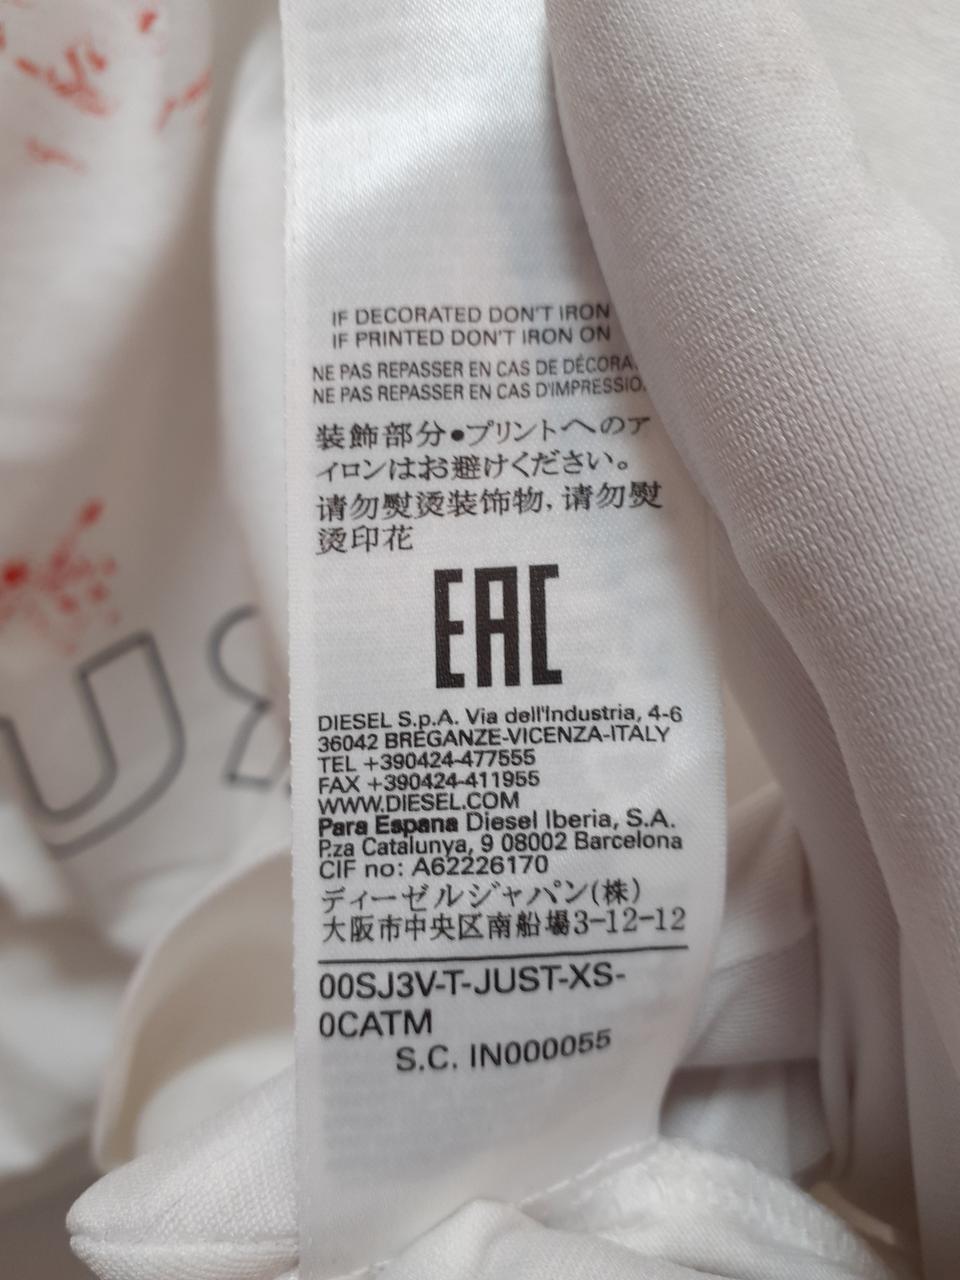 IF DECORATED DON'T IRON
IF PRINTED DON'T IRON ON
NE PAS REPASSER EN CAS DE DÉCORA
NE PAS REPASSER EN CAS D'IMPRESSIO
装飾部分●プリントへのア
イロンはお避けください。
请勿熨烫装饰物,请勿熨
烫印花
EAC
DIESEL S.p.A. Via dell'Industria, 4-6
36042 BREGANZE-VICENZA-ITALY
TEL +390424-477555
FAX +390424-411955
WWW.DIESEL.COM
Para Espana Diesel Iberia, S.A.
P.za Catalunya, 9 08002 Barcelona
CIF no: A62226170
ディーゼルジャパン(株)
大阪市中央区南船場3-12-12
00SJ3V-T-JUST-XS-
0CATM
S.C. IN000055